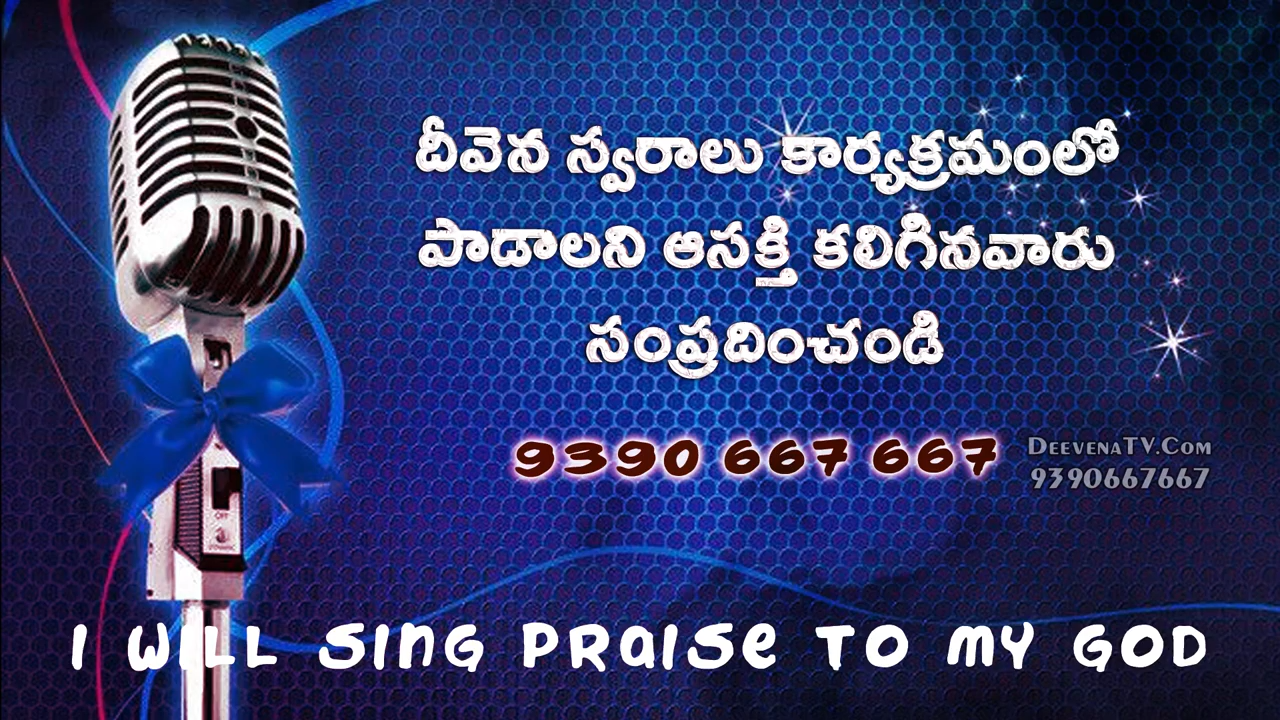 దీవెన స్వరాలు కార్యక్రమంలో
పాడాలని ఆసక్తి కలిగినవారు
సంప్రదించండి
9390 667 667
DeevenaTV.Com
9390667667
I WILL SING PRAISE TO MY GOD
OFF